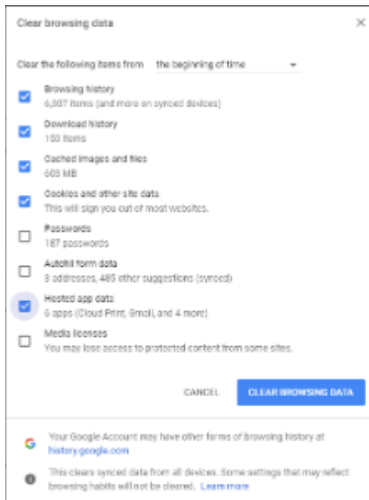 Clear browsing data
Clear the following items from the beginning of time
Browsing history
6,307 items (and more on synced devices)
Download history
150 items
Cached images and files
603 MB
Cookies and other site data
This will sign you out of most websites.
Passwords
187 passwords
Autofill form data
3 addresses, 485 other suggestions (synced)
Hosted app data
6 apps (Cloud Print, Gmail, and 4 more)
Media licenses
You may lose access to protected content from some sites.
CANCEL CLEAR BROWSING DATA
Your Google Account may have other forms of browsing history at
history.google.com
This clears synced data from all devices. Some settings that may reflect
browsing habits will not be cleared. Learn more